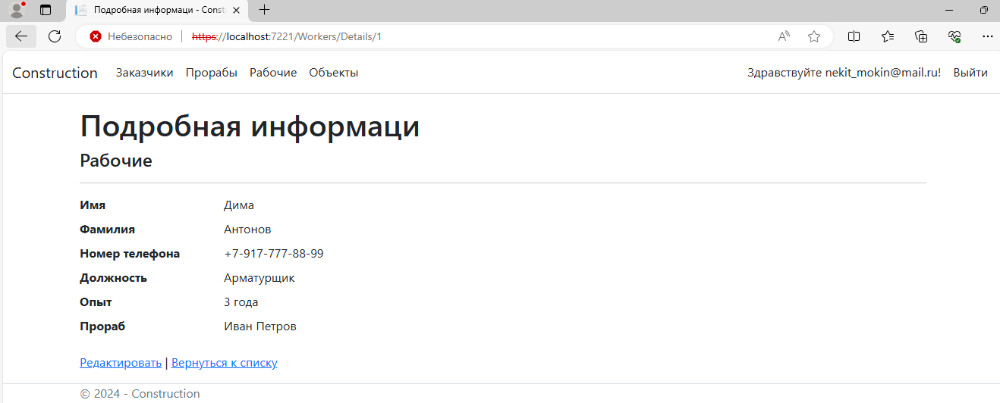 Подробная информаци - Const
Небезопасно https://localhost:7221/Workers/Details/1
Construction Заказчики Прорабы Рабочие Объекты Здравствуйте nekit_mokin@mail.ru! Выйти
Подробная информаци
Рабочие
Имя Дима
Фамилия Антонов
Номер телефона +7-917-777-88-99
Должность Арматурщик
Опыт 3 года
Прораб Иван Петров
Редактировать | Вернуться к списку
© 2024 - Construction